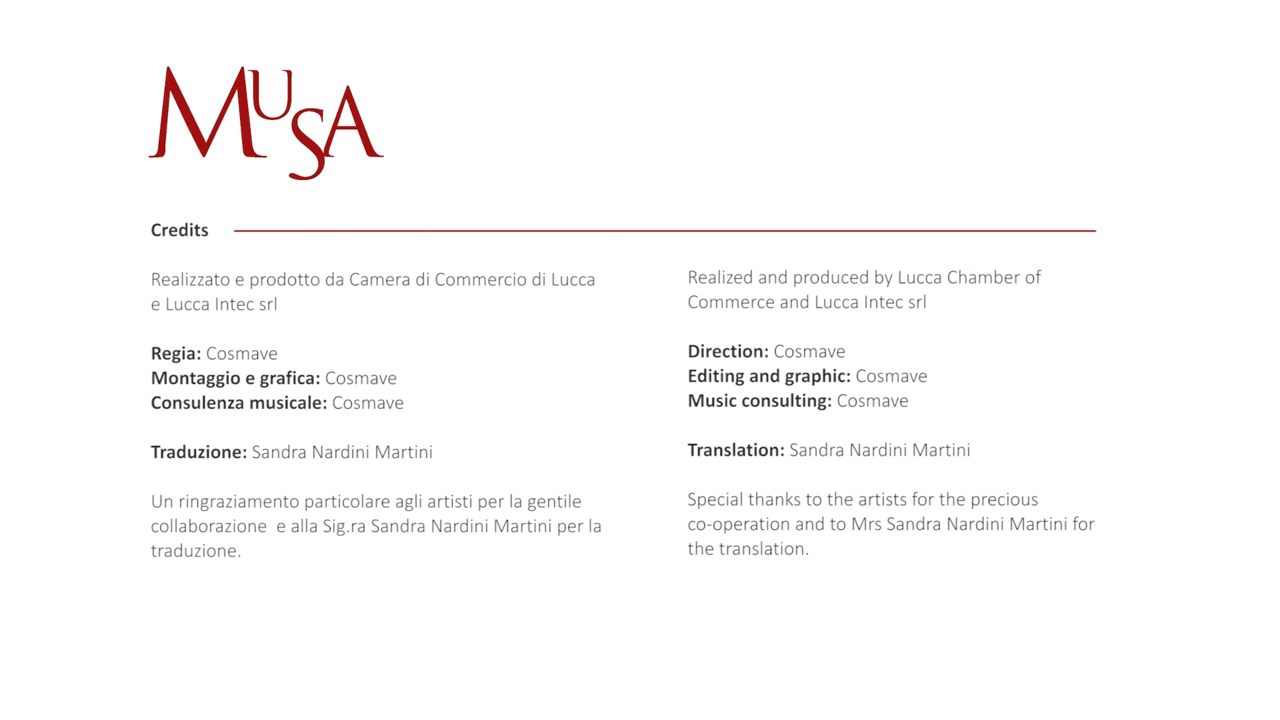 MUSA
Credits
Realizzato e prodotto da Camera di Commercio di Lucca
e Lucca Intec srl
Regia: Cosmave
Montaggio e grafica: Cosmave
Consulenza musicale: Cosmave
Traduzione: Sandra Nardini Martini
Un ringraziamento particolare agli artisti per la gentile
collaborazione  e alla Sig.ra Sandra Nardini Martini per la
traduzione.
Realized and produced by Lucca Chamber of
Commerce and Lucca Intec srl
Direction: Cosmave
Editing and graphic: Cosmave
Music consulting: Cosmave
Translation: Sandra Nardini Martini
Special thanks to the artists for the precious
co-operation and to Mrs Sandra Nardini Martini for
the translation.